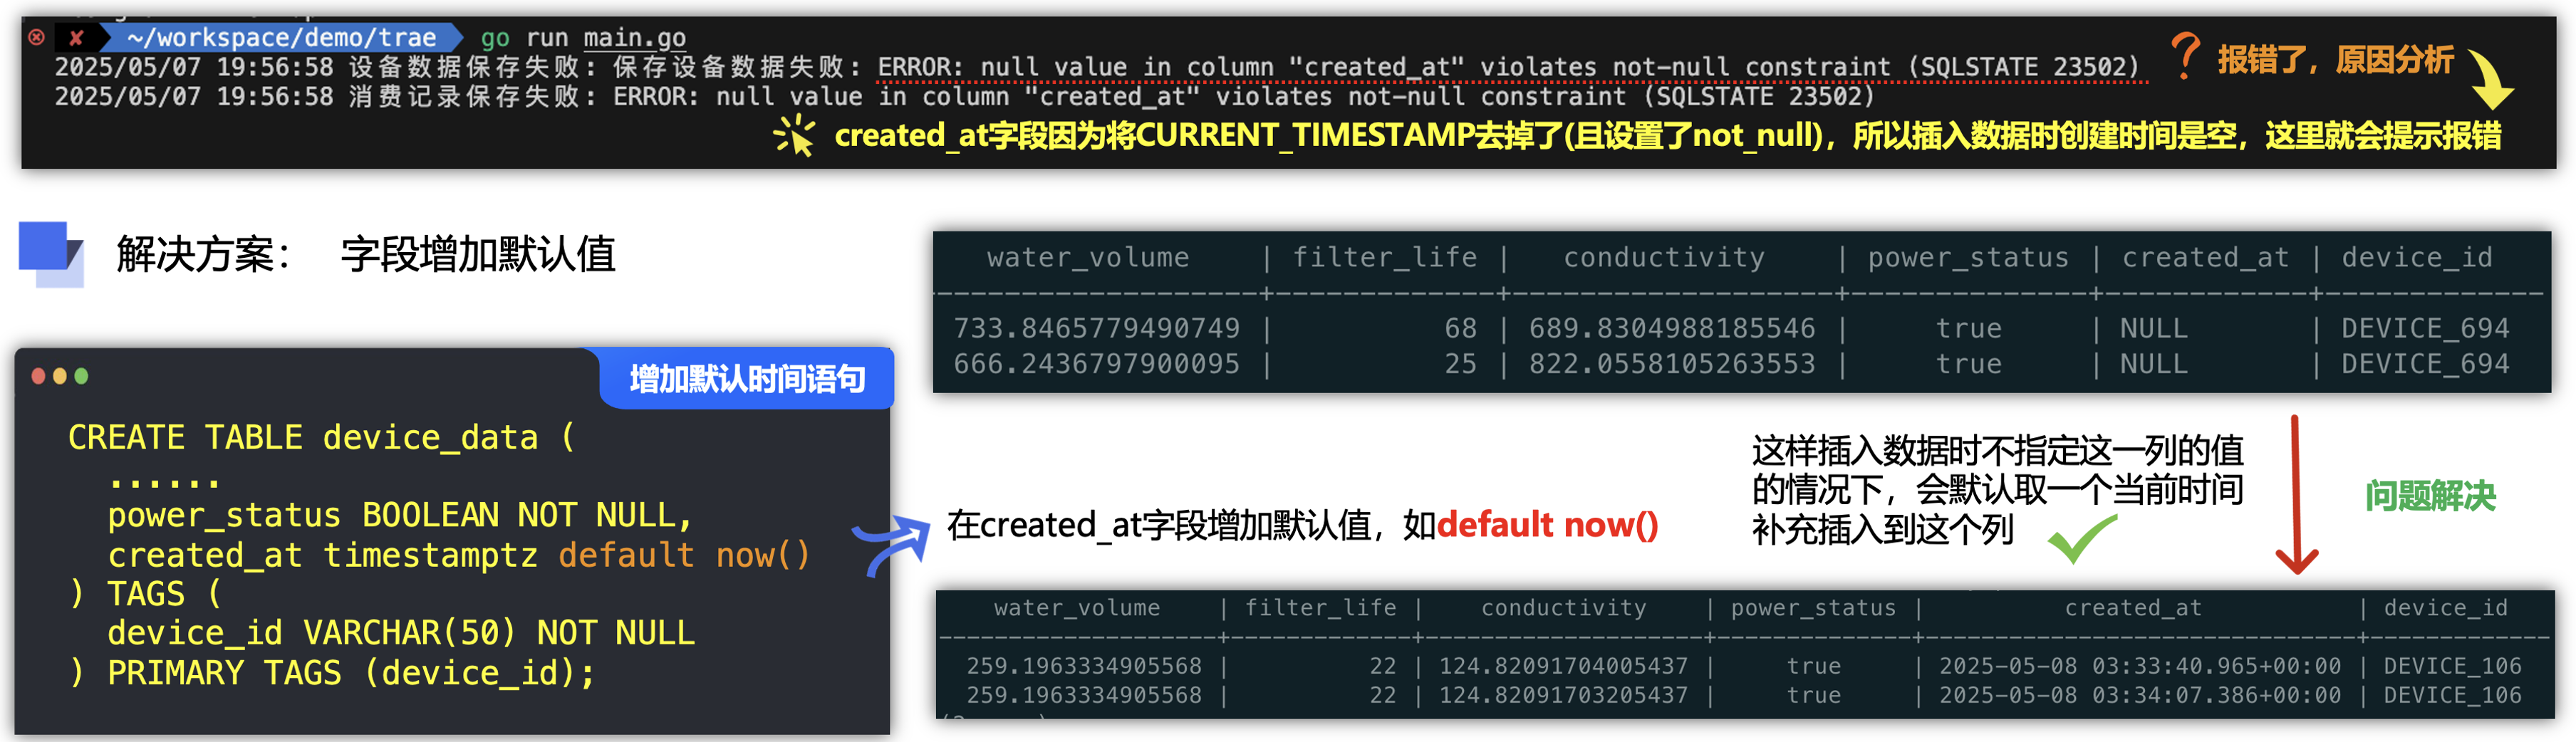 ~/workspace/demo/trae go run main.go
2025/05/07 19:56:58 设备数据保存失败: 保存设备数据失败: ERROR: null value in column "created_at" violates not-null constraint (SQLSTATE 23502)
2025/05/07 19:56:58 消费记录保存失败: ERROR: null value in column "created_at" violates not-null constraint (SQLSTATE 23502)
? 报错了，原因分析
created_at字段因为将CURRENT_TIMESTAMP去掉了(且设置了not_null)，所以插入数据时创建时间是空，这里就会提示报错
解决方案： 字段增加默认值
water_volume | filter_life | conductivity | power_status | created_at | device_id
733.8465779490749 | 68 | 689.8304988185546 | true | NULL | DEVICE_694
666.2436797900095 | 25 | 822.0558105263553 | true | NULL | DEVICE_694
增加默认时间语句
CREATE TABLE device_data (
......
power_status BOOLEAN NOT NULL,
created_at timestamptz default now()
) TAGS (
device_id VARCHAR(50) NOT NULL
) PRIMARY TAGS (device_id);
在created_at字段增加默认值，如default now()
这样插入数据时不指定这一列的值
的情况下，会默认取一个当前时间
补充插入到这个列
问题解决
water_volume | filter_life | conductivity | power_status | created_at | device_id
259.1963334905568 | 22 | 124.82091704005437 | true | 2025-05-08 03:33:40.965+00:00 | DEVICE_106
259.1963334905568 | 22 | 124.82091703205437 | true | 2025-05-08 03:34:07.386+00:00 | DEVICE_106